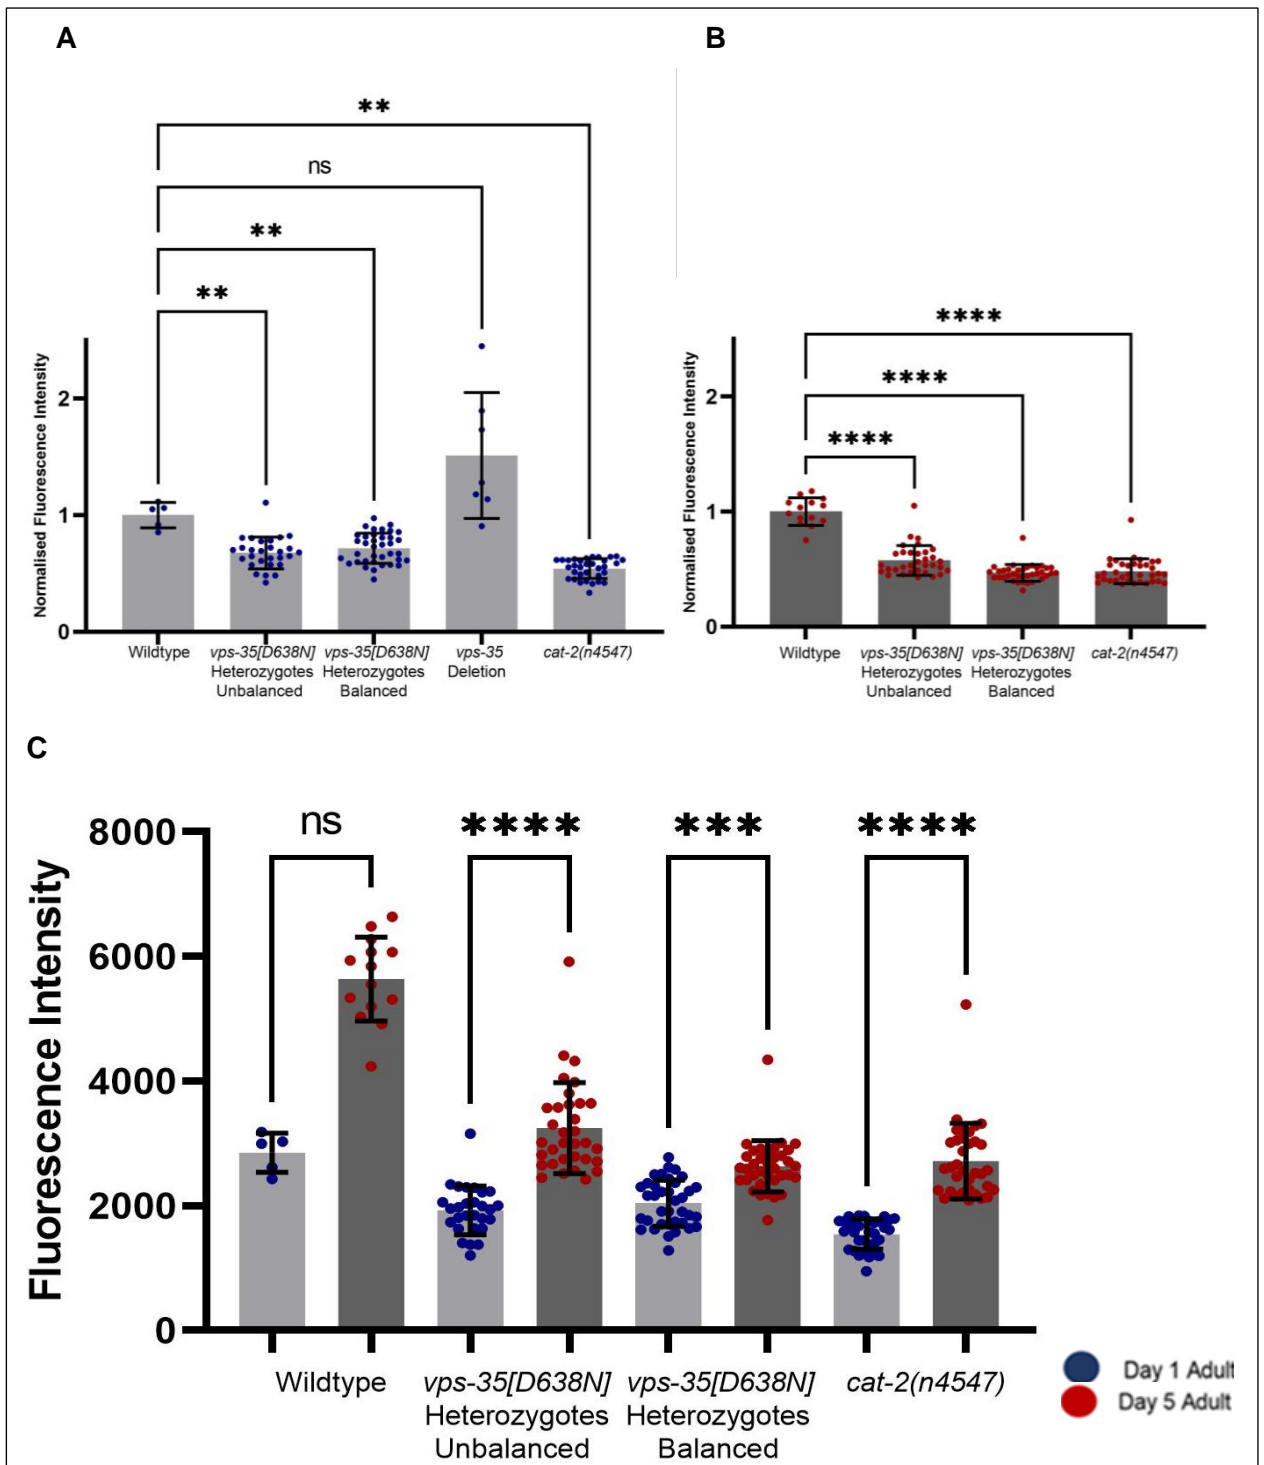 A
**
ns
**
**
Normalised Fluorescence Intensity
2
1
0
Wildtype
vps-35[D638N]
Heterozygotes
Unbalanced
vps-35[D638N]
Heterozygotes
Balanced
vps-35
Deletion
cat-2(n4547)
B
****
****
****
Normalised Fluorescence Intensity
2
1
0
Wildtype
vps-35[D638N]
Heterozygotes
Unbalanced
vps-35[D638N]
Heterozygotes
Balanced
cat-2(n4547)
C
ns
****
***
****
Fluorescence Intensity
8000
6000
4000
2000
0
Wildtype
vps-35[D638N]
Heterozygotes
Unbalanced
vps-35[D638N]
Heterozygotes
Balanced
cat-2(n4547)
Day 1 Adult
Day 5 Adult